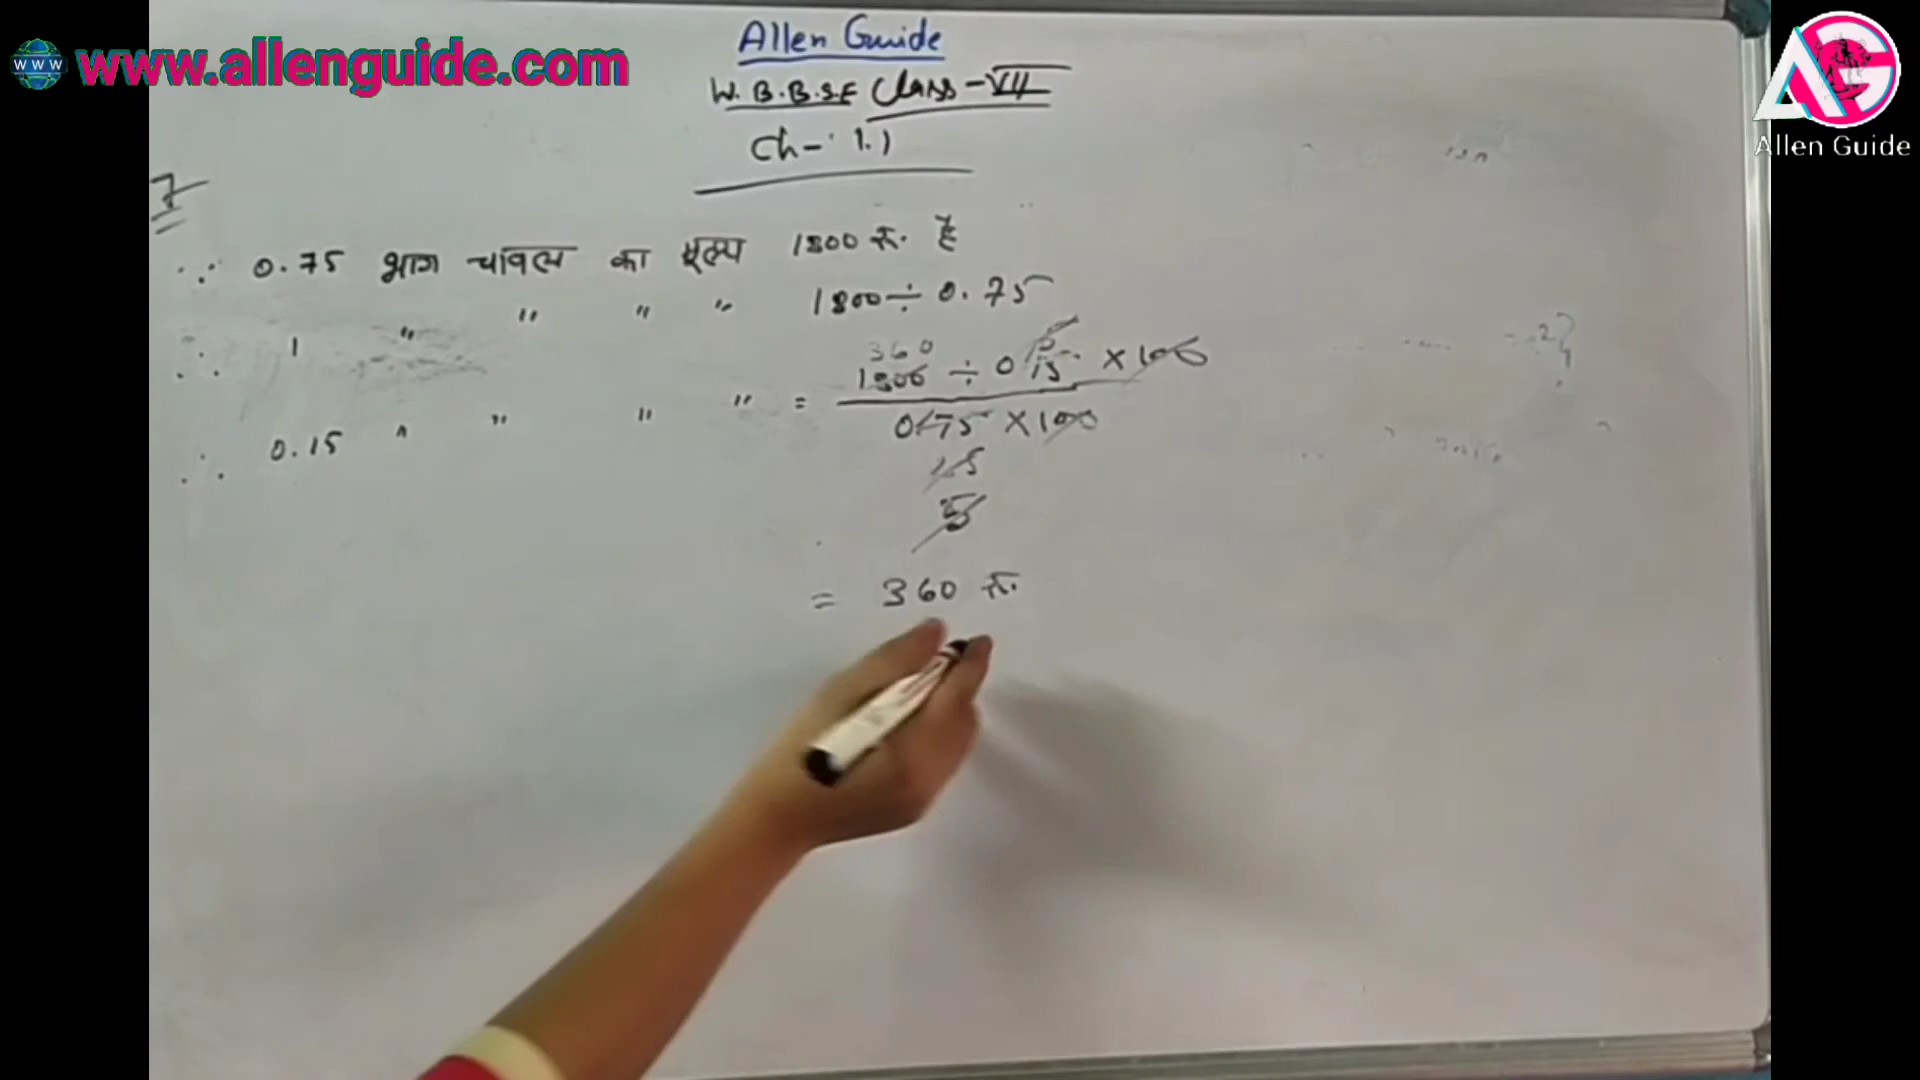 www.allenguide.com
Allen Guide
W.B.B.S.E Class-VII
Ch- 1.1
Allen Guide
7
∵ 0.75 भाग चावल का मूल्य 1800 रु. है
∴ 1 " " " " 1800 ÷ 0.75
∴ 0.15 " " " " = 1800 ÷ 0.15 × 100
360
0.75 × 100
15
5
= 360 रु.